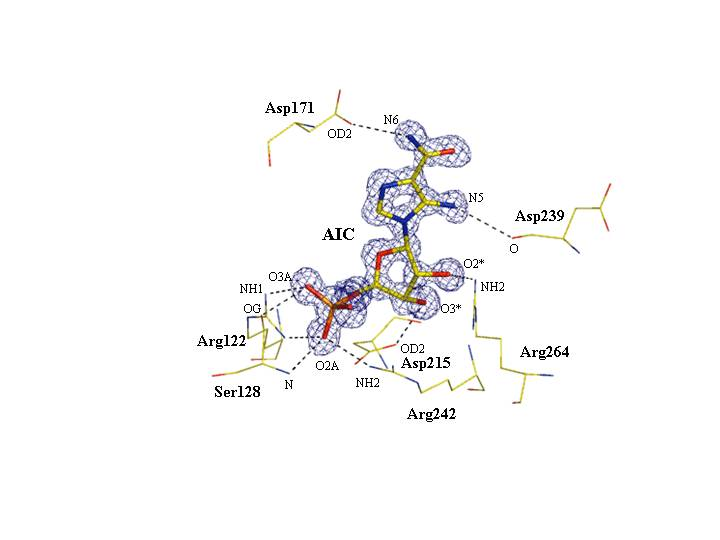 Asp171
N6
OD2
N5
Asp239
AIC
O
O2*
O3A
NH1
NH2
OG
O3*
Arg122
OD2
Arg264
O2A
Asp215
N
NH2
Ser128
Arg242